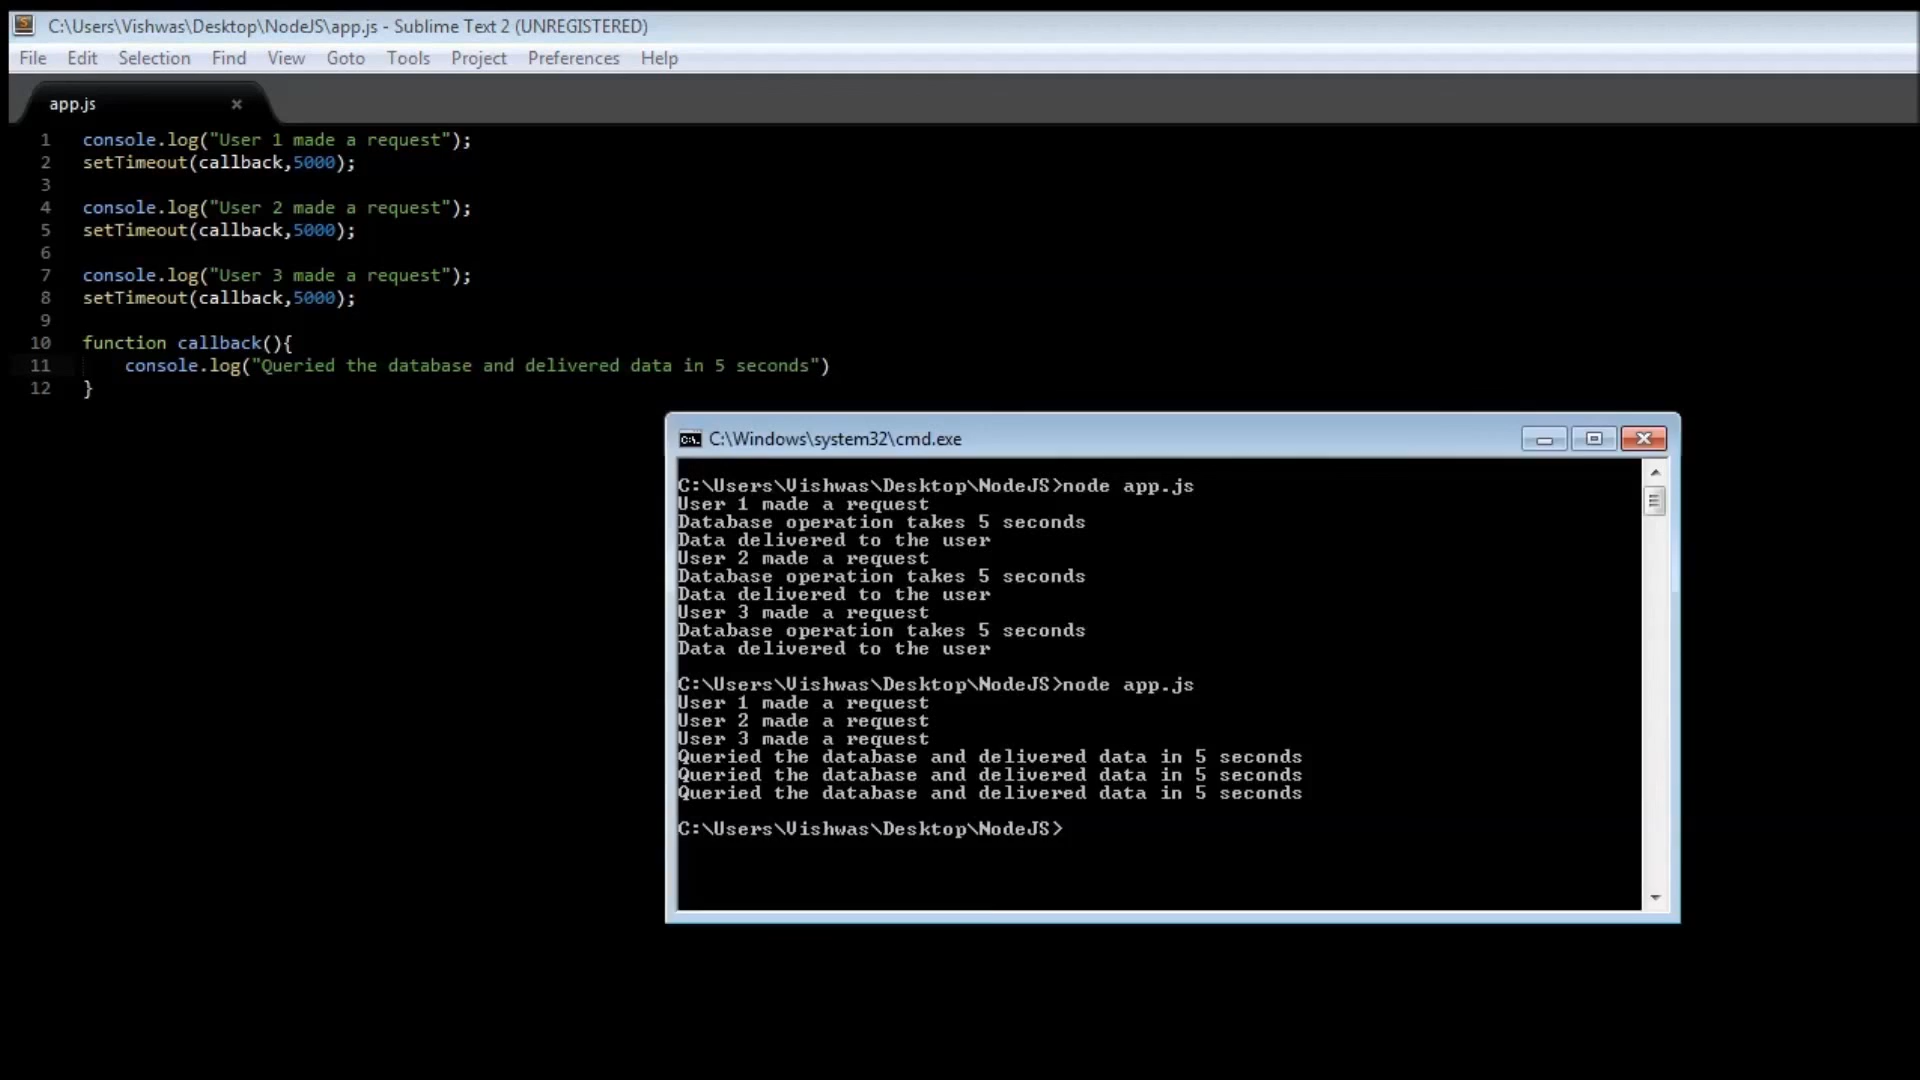 C:\Users\Vishwas\Desktop\NodeJS\app.js - Sublime Text 2 (UNREGISTERED)
File Edit Selection Find View Goto Tools Project Preferences Help
app.js
1 console.log("User 1 made a request");
2 setTimeout(callback,5000);
3
4 console.log("User 2 made a request");
5 setTimeout(callback,5000);
6
7 console.log("User 3 made a request");
8 setTimeout(callback,5000);
9
10 function callback(){
11 console.log("Queried the database and delivered data in 5 seconds")
12 }
C:\Windows\system32\cmd.exe
C:\Users\Vishwas\Desktop\NodeJS>node app.js
User 1 made a request
Database operation takes 5 seconds
Data delivered to the user
User 2 made a request
Database operation takes 5 seconds
Data delivered to the user
User 3 made a request
Database operation takes 5 seconds
Data delivered to the user
C:\Users\Vishwas\Desktop\NodeJS>node app.js
User 1 made a request
User 2 made a request
User 3 made a request
Queried the database and delivered data in 5 seconds
Queried the database and delivered data in 5 seconds
Queried the database and delivered data in 5 seconds
C:\Users\Vishwas\Desktop\NodeJS>